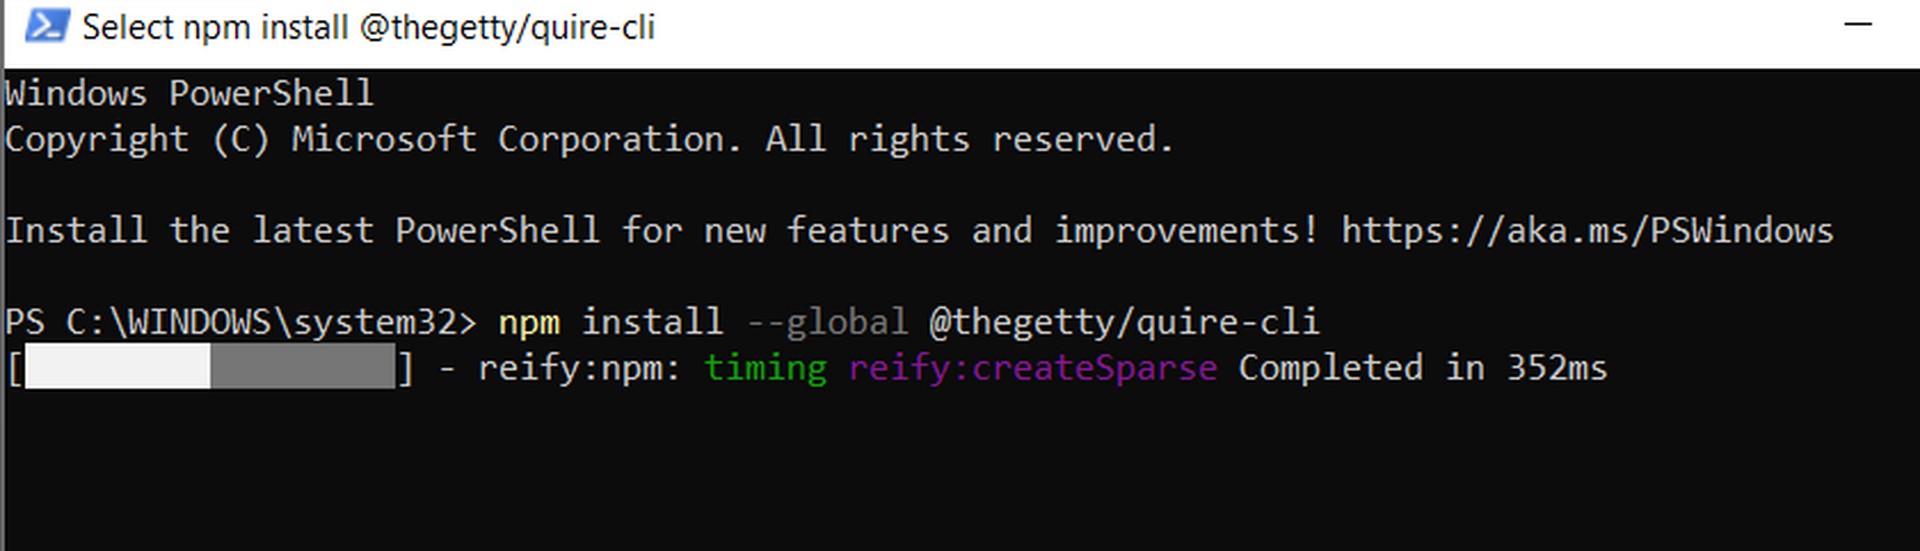 Select npm install @thegetty/quire-cli
Windows PowerShell
Copyright (C) Microsoft Corporation. All rights reserved.
Install the latest PowerShell for new features and improvements! https://aka.ms/PSWindows
PS C:\WINDOWS\system32> npm install --global @thegetty/quire-cli
[          ] - reify:npm: timing reify:createSparse Completed in 352ms